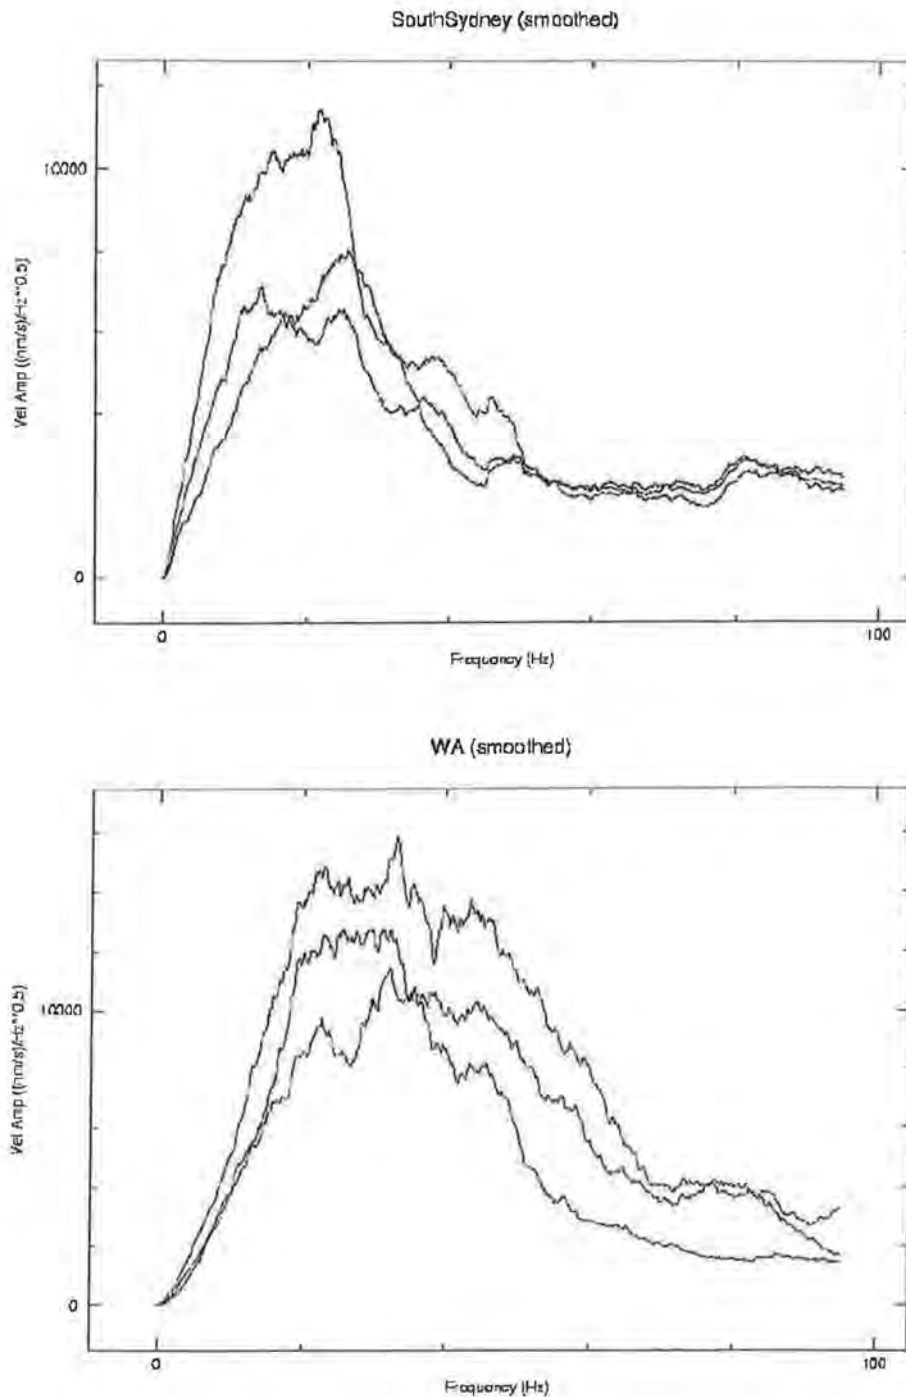 SouthSydney (smoothed)
10000
Vel Amp ((nm/s)/Hz**0.5)
0
0
100
Frequency (Hz)
WA (smoothed)
10000
Vel Amp ((nm/s)/Hz**0.5)
0
0
100
Frequency (Hz)